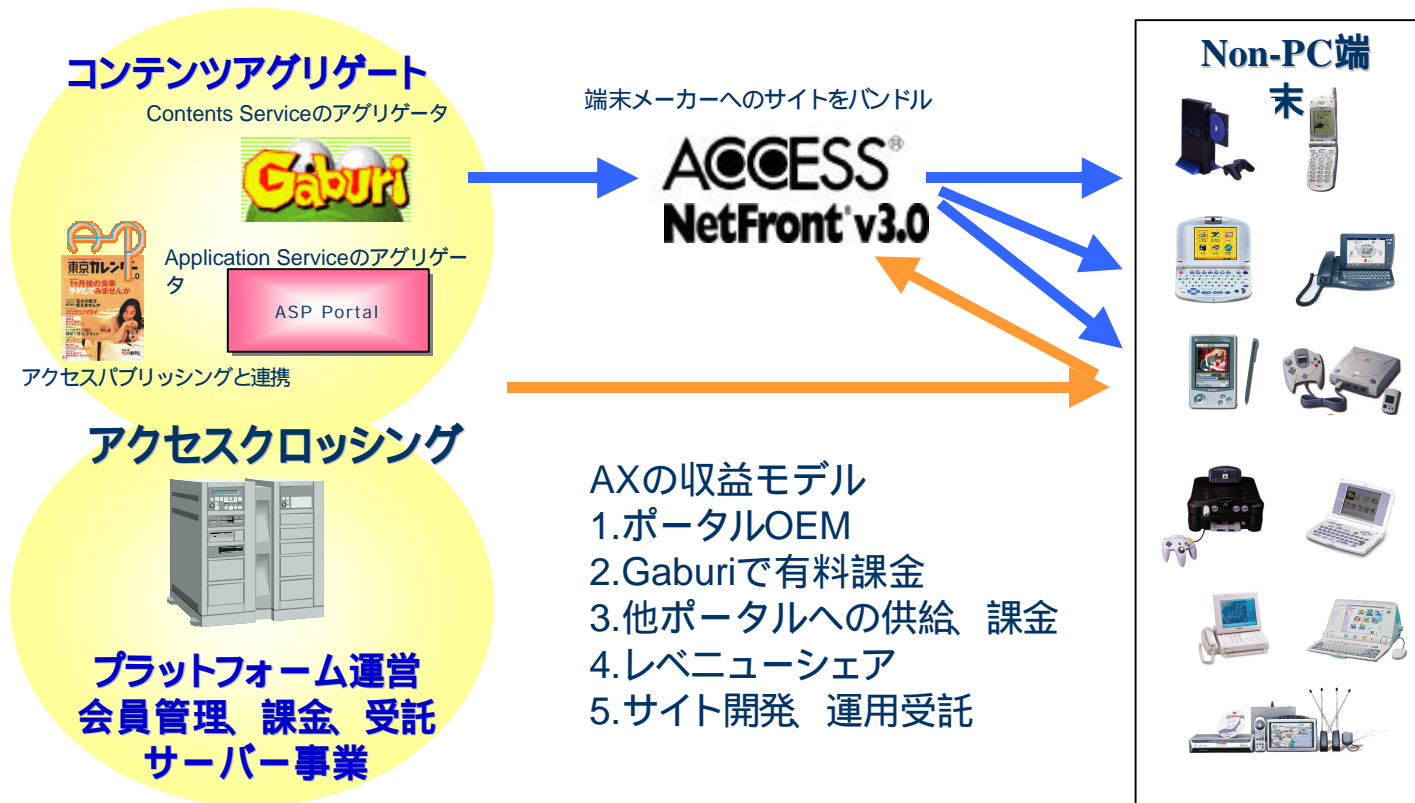 コンテンツアグリゲート
Contents Serviceのアグリゲータ
Gaburi
Application Serviceのアグリゲー
タ
東京カレンダー
1ヶ月後の食事
ASP Portal
アクセスパブリッシングと連携
アクセスクロッシング
プラットフォーム運営
会員管理、課金、受託
サーバー事業
端末メーカーへのサイトをバンドル
ACCESS®
NetFront v3.0
AXの収益モデル
1.ポータルOEM
2.Gaburiで有料課金
3.他ポータルへの供給、課金
4.レベニューシェア
5.サイト開発、運用受託
Non-PC端
末